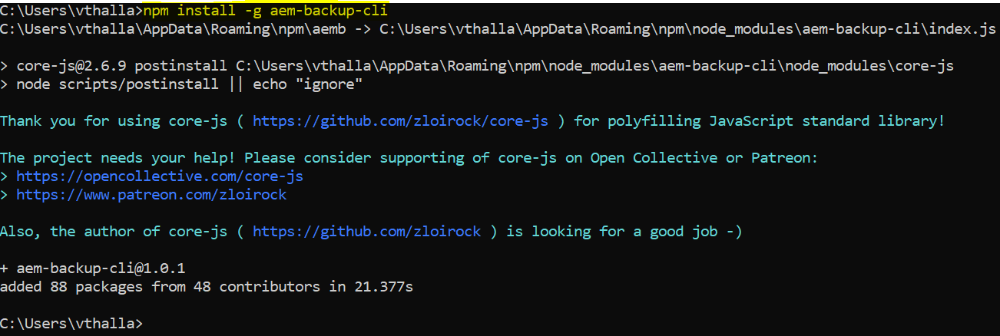 C:\Users\vthalla>npm install -g aem-backup-cli
C:\Users\vthalla\AppData\Roaming\npm\aemb -> C:\Users\vthalla\AppData\Roaming\npm\node_modules\aem-backup-cli\index.js
> core-js@2.6.9 postinstall C:\Users\vthalla\AppData\Roaming\npm\node_modules\aem-backup-cli\node_modules\core-js
> node scripts/postinstall || echo "ignore"
Thank you for using core-js ( https://github.com/zloirock/core-js ) for polyfilling JavaScript standard library!
The project needs your help! Please consider supporting of core-js on Open Collective or Patreon:
> https://opencollective.com/core-js
> https://www.patreon.com/zloirock
Also, the author of core-js ( https://github.com/zloirock ) is looking for a good job -)
+ aem-backup-cli@1.0.1
added 88 packages from 48 contributors in 21.377s
C:\Users\vthalla>